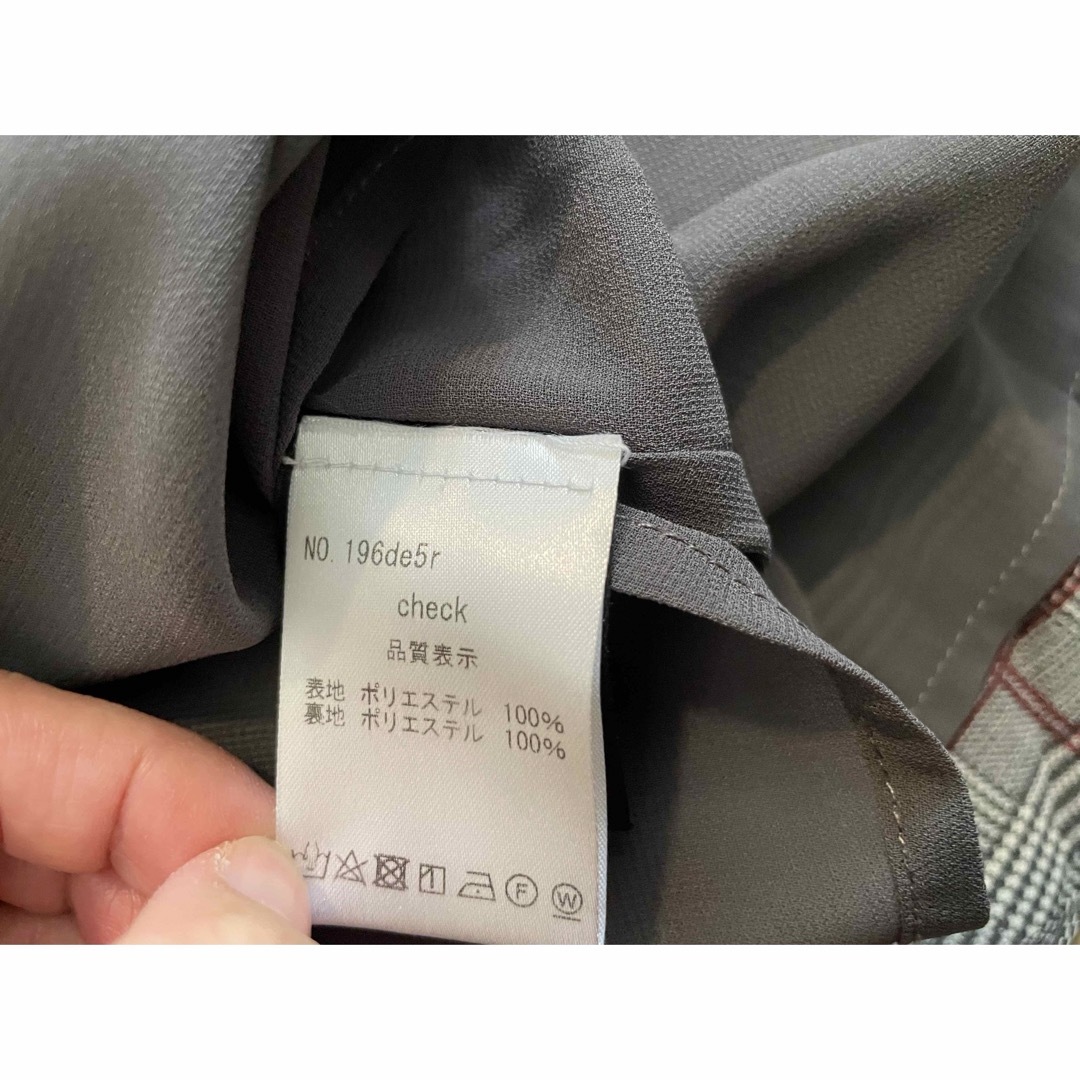 NO. 196de5r
check
品質表示
表地 ポリエステル 100%
裏地 ポリエステル 100%
F W